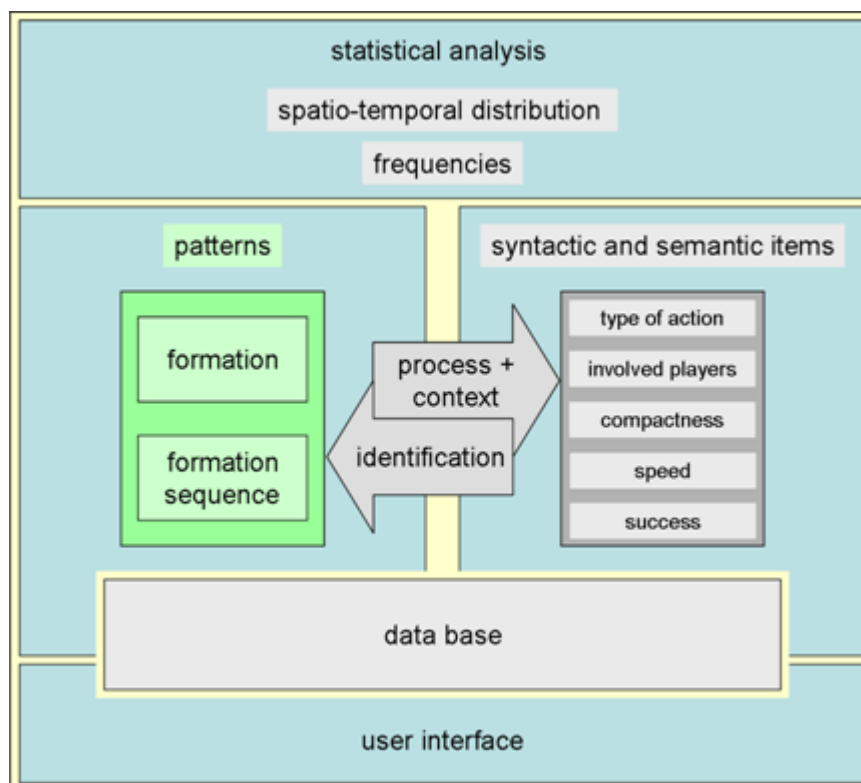 statistical analysis
spatio-temporal distribution
frequencies
patterns
syntactic and semantic items
formation
formation
sequence
process +
context
identification
type of action
involved players
compactness
speed
success
data base
user interface